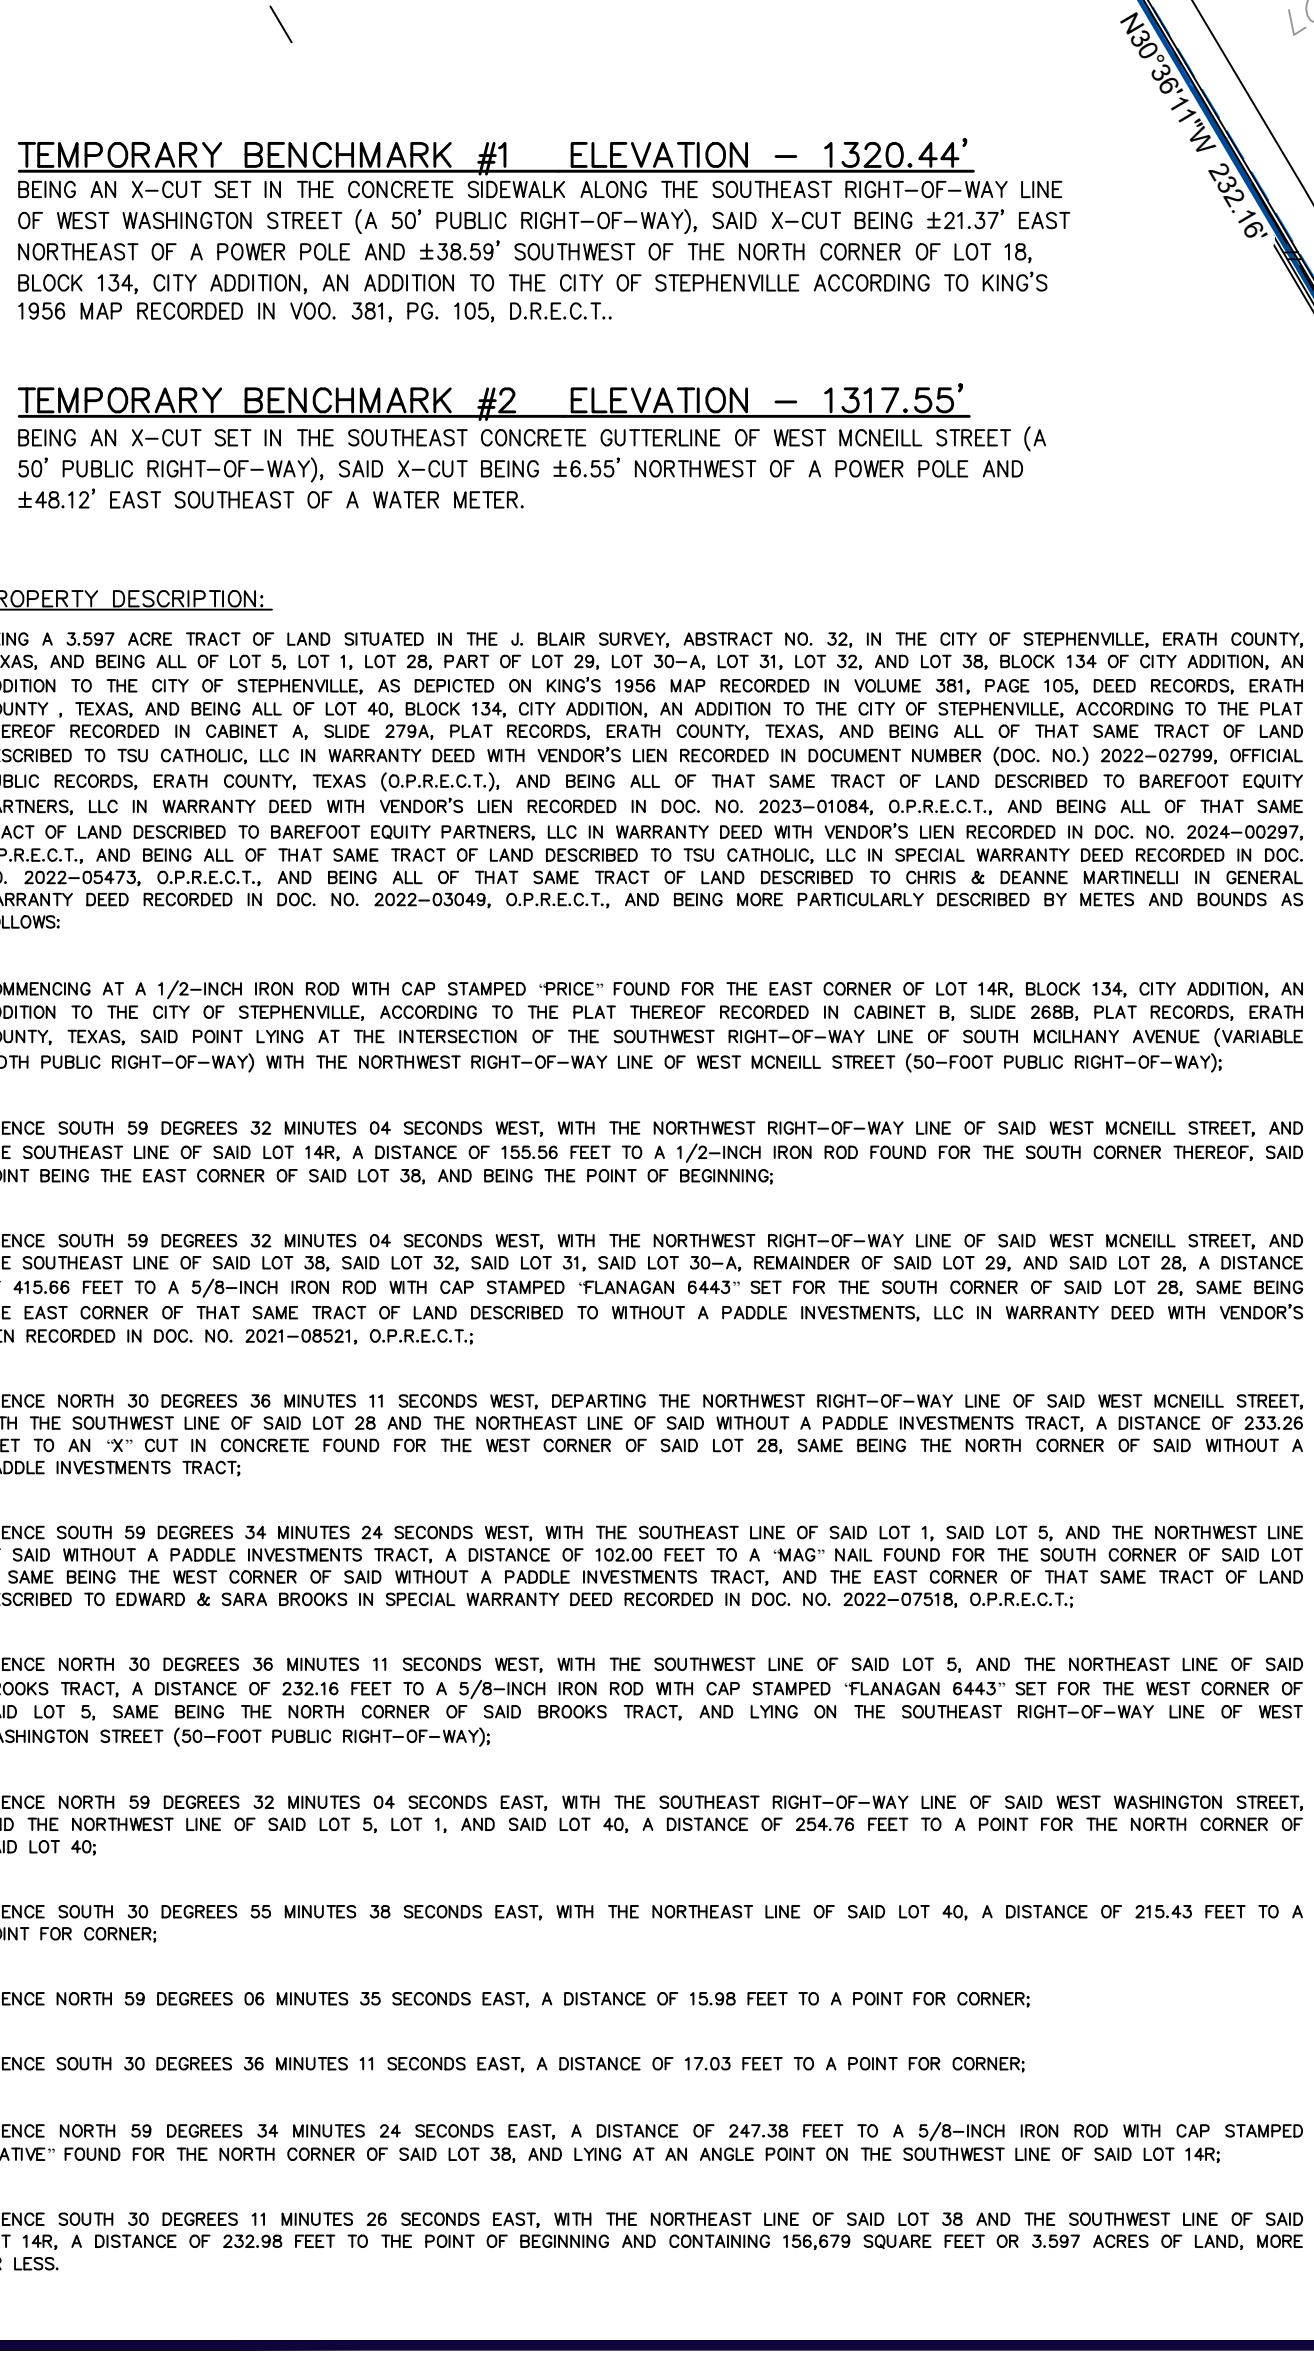 N30°36'11"W 232.16'
TEMPORARY BENCHMARK #1 ELEVATION – 1320.44'
BEING AN X–CUT SET IN THE CONCRETE SIDEWALK ALONG THE SOUTHEAST RIGHT–OF–WAY LINE
OF WEST WASHINGTON STREET (A 50' PUBLIC RIGHT–OF–WAY), SAID X–CUT BEING ±21.37' EAST
NORTHEAST OF A POWER POLE AND ±38.59' SOUTHWEST OF THE NORTH CORNER OF LOT 18,
BLOCK 134, CITY ADDITION, AN ADDITION TO THE CITY OF STEPHENVILLE ACCORDING TO KING'S
1956 MAP RECORDED IN VOO. 381, PG. 105, D.R.E.C.T..
TEMPORARY BENCHMARK #2 ELEVATION – 1317.55'
BEING AN X–CUT SET IN THE SOUTHEAST CONCRETE GUTTERLINE OF WEST MCNEILL STREET (A
50' PUBLIC RIGHT–OF–WAY), SAID X–CUT BEING ±6.55' NORTHWEST OF A POWER POLE AND
±48.12' EAST SOUTHEAST OF A WATER METER.
ROPERTY DESCRIPTION:
ING A 3.597 ACRE TRACT OF LAND SITUATED IN THE J. BLAIR SURVEY, ABSTRACT NO. 32, IN THE CITY OF STEPHENVILLE, ERATH COUNTY,
XAS, AND BEING ALL OF LOT 5, LOT 1, LOT 28, PART OF LOT 29, LOT 30–A, LOT 31, LOT 32, AND LOT 38, BLOCK 134 OF CITY ADDITION, AN
DDITION TO THE CITY OF STEPHENVILLE, AS DEPICTED ON KING'S 1956 MAP RECORDED IN VOLUME 381, PAGE 105, DEED RECORDS, ERATH
OUNTY , TEXAS, AND BEING ALL OF LOT 40, BLOCK 134, CITY ADDITION, AN ADDITION TO THE CITY OF STEPHENVILLE, ACCORDING TO THE PLAT
EREOF RECORDED IN CABINET A, SLIDE 279A, PLAT RECORDS, ERATH COUNTY, TEXAS, AND BEING ALL OF THAT SAME TRACT OF LAND
SCRIBED TO TSU CATHOLIC, LLC IN WARRANTY DEED WITH VENDOR'S LIEN RECORDED IN DOCUMENT NUMBER (DOC. NO.) 2022–02799, OFFICIAL
BLIC RECORDS, ERATH COUNTY, TEXAS (O.P.R.E.C.T.), AND BEING ALL OF THAT SAME TRACT OF LAND DESCRIBED TO BAREFOOT EQUITY
ARTNERS, LLC IN WARRANTY DEED WITH VENDOR'S LIEN RECORDED IN DOC. NO. 2023–01084, O.P.R.E.C.T., AND BEING ALL OF THAT SAME
ACT OF LAND DESCRIBED TO BAREFOOT EQUITY PARTNERS, LLC IN WARRANTY DEED WITH VENDOR'S LIEN RECORDED IN DOC. NO. 2024–00297,
P.R.E.C.T., AND BEING ALL OF THAT SAME TRACT OF LAND DESCRIBED TO TSU CATHOLIC, LLC IN SPECIAL WARRANTY DEED RECORDED IN DOC.
O. 2022–05473, O.P.R.E.C.T., AND BEING ALL OF THAT SAME TRACT OF LAND DESCRIBED TO CHRIS & DEANNE MARTINELLI IN GENERAL
ARRANTY DEED RECORDED IN DOC. NO. 2022–03049, O.P.R.E.C.T., AND BEING MORE PARTICULARLY DESCRIBED BY METES AND BOUNDS AS
OLLOWS:
OMMENCING AT A 1/2–INCH IRON ROD WITH CAP STAMPED “PRICE” FOUND FOR THE EAST CORNER OF LOT 14R, BLOCK 134, CITY ADDITION, AN
DDITION TO THE CITY OF STEPHENVILLE, ACCORDING TO THE PLAT THEREOF RECORDED IN CABINET B, SLIDE 268B, PLAT RECORDS, ERATH
OUNTY, TEXAS, SAID POINT LYING AT THE INTERSECTION OF THE SOUTHWEST RIGHT–OF–WAY LINE OF SOUTH MCILHANY AVENUE (VARIABLE
DTH PUBLIC RIGHT–OF–WAY) WITH THE NORTHWEST RIGHT–OF–WAY LINE OF WEST MCNEILL STREET (50–FOOT PUBLIC RIGHT–OF–WAY);
ENCE SOUTH 59 DEGREES 32 MINUTES 04 SECONDS WEST, WITH THE NORTHWEST RIGHT–OF–WAY LINE OF SAID WEST MCNEILL STREET, AND
E SOUTHEAST LINE OF SAID LOT 14R, A DISTANCE OF 155.56 FEET TO A 1/2–INCH IRON ROD FOUND FOR THE SOUTH CORNER THEREOF, SAID
OINT BEING THE EAST CORNER OF SAID LOT 38, AND BEING THE POINT OF BEGINNING;
ENCE SOUTH 59 DEGREES 32 MINUTES 04 SECONDS WEST, WITH THE NORTHWEST RIGHT–OF–WAY LINE OF SAID WEST MCNEILL STREET, AND
E SOUTHEAST LINE OF SAID LOT 38, SAID LOT 32, SAID LOT 31, SAID LOT 30–A, REMAINDER OF SAID LOT 29, AND SAID LOT 28, A DISTANCE
415.66 FEET TO A 5/8–INCH IRON ROD WITH CAP STAMPED “FLANAGAN 6443” SET FOR THE SOUTH CORNER OF SAID LOT 28, SAME BEING
E EAST CORNER OF THAT SAME TRACT OF LAND DESCRIBED TO WITHOUT A PADDLE INVESTMENTS, LLC IN WARRANTY DEED WITH VENDOR'S
EN RECORDED IN DOC. NO. 2021–08521, O.P.R.E.C.T.;
ENCE NORTH 30 DEGREES 36 MINUTES 11 SECONDS WEST, DEPARTING THE NORTHWEST RIGHT–OF–WAY LINE OF SAID WEST MCNEILL STREET,
TH THE SOUTHWEST LINE OF SAID LOT 28 AND THE NORTHEAST LINE OF SAID WITHOUT A PADDLE INVESTMENTS TRACT, A DISTANCE OF 233.26
ET TO AN “X” CUT IN CONCRETE FOUND FOR THE WEST CORNER OF SAID LOT 28, SAME BEING THE NORTH CORNER OF SAID WITHOUT A
ADDLE INVESTMENTS TRACT;
ENCE SOUTH 59 DEGREES 34 MINUTES 24 SECONDS WEST, WITH THE SOUTHEAST LINE OF SAID LOT 1, SAID LOT 5, AND THE NORTHWEST LINE
SAID WITHOUT A PADDLE INVESTMENTS TRACT, A DISTANCE OF 102.00 FEET TO A “MAG” NAIL FOUND FOR THE SOUTH CORNER OF SAID LOT
SAME BEING THE WEST CORNER OF SAID WITHOUT A PADDLE INVESTMENTS TRACT, AND THE EAST CORNER OF THAT SAME TRACT OF LAND
SCRIBED TO EDWARD & SARA BROOKS IN SPECIAL WARRANTY DEED RECORDED IN DOC. NO. 2022–07518, O.P.R.E.C.T.;
ENCE NORTH 30 DEGREES 36 MINUTES 11 SECONDS WEST, WITH THE SOUTHWEST LINE OF SAID LOT 5, AND THE NORTHEAST LINE OF SAID
ROOKS TRACT, A DISTANCE OF 232.16 FEET TO A 5/8–INCH IRON ROD WITH CAP STAMPED “FLANAGAN 6443” SET FOR THE WEST CORNER OF
AID LOT 5, SAME BEING THE NORTH CORNER OF SAID BROOKS TRACT, AND LYING ON THE SOUTHEAST RIGHT–OF–WAY LINE OF WEST
ASHINGTON STREET (50–FOOT PUBLIC RIGHT–OF–WAY);
ENCE NORTH 59 DEGREES 32 MINUTES 04 SECONDS EAST, WITH THE SOUTHEAST RIGHT–OF–WAY LINE OF SAID WEST WASHINGTON STREET,
ND THE NORTHWEST LINE OF SAID LOT 5, LOT 1, AND SAID LOT 40, A DISTANCE OF 254.76 FEET TO A POINT FOR THE NORTH CORNER OF
AID LOT 40;
ENCE SOUTH 30 DEGREES 55 MINUTES 38 SECONDS EAST, WITH THE NORTHEAST LINE OF SAID LOT 40, A DISTANCE OF 215.43 FEET TO A
OINT FOR CORNER;
ENCE NORTH 59 DEGREES 06 MINUTES 35 SECONDS EAST, A DISTANCE OF 15.98 FEET TO A POINT FOR CORNER;
ENCE SOUTH 30 DEGREES 36 MINUTES 11 SECONDS EAST, A DISTANCE OF 17.03 FEET TO A POINT FOR CORNER;
ENCE NORTH 59 DEGREES 34 MINUTES 24 SECONDS EAST, A DISTANCE OF 247.38 FEET TO A 5/8–INCH IRON ROD WITH CAP STAMPED
ATIVE” FOUND FOR THE NORTH CORNER OF SAID LOT 38, AND LYING AT AN ANGLE POINT ON THE SOUTHWEST LINE OF SAID LOT 14R;
ENCE SOUTH 30 DEGREES 11 MINUTES 26 SECONDS EAST, WITH THE NORTHEAST LINE OF SAID LOT 38 AND THE SOUTHWEST LINE OF SAID
T 14R, A DISTANCE OF 232.98 FEET TO THE POINT OF BEGINNING AND CONTAINING 156,679 SQUARE FEET OR 3.597 ACRES OF LAND, MORE
R LESS.